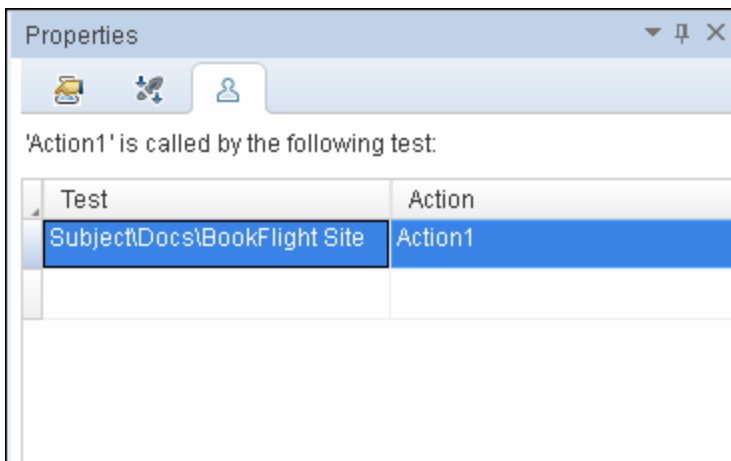 Properties
'Action1' is called by the following test:
Test Action
Subject\Docs\BookFlight Site Action1